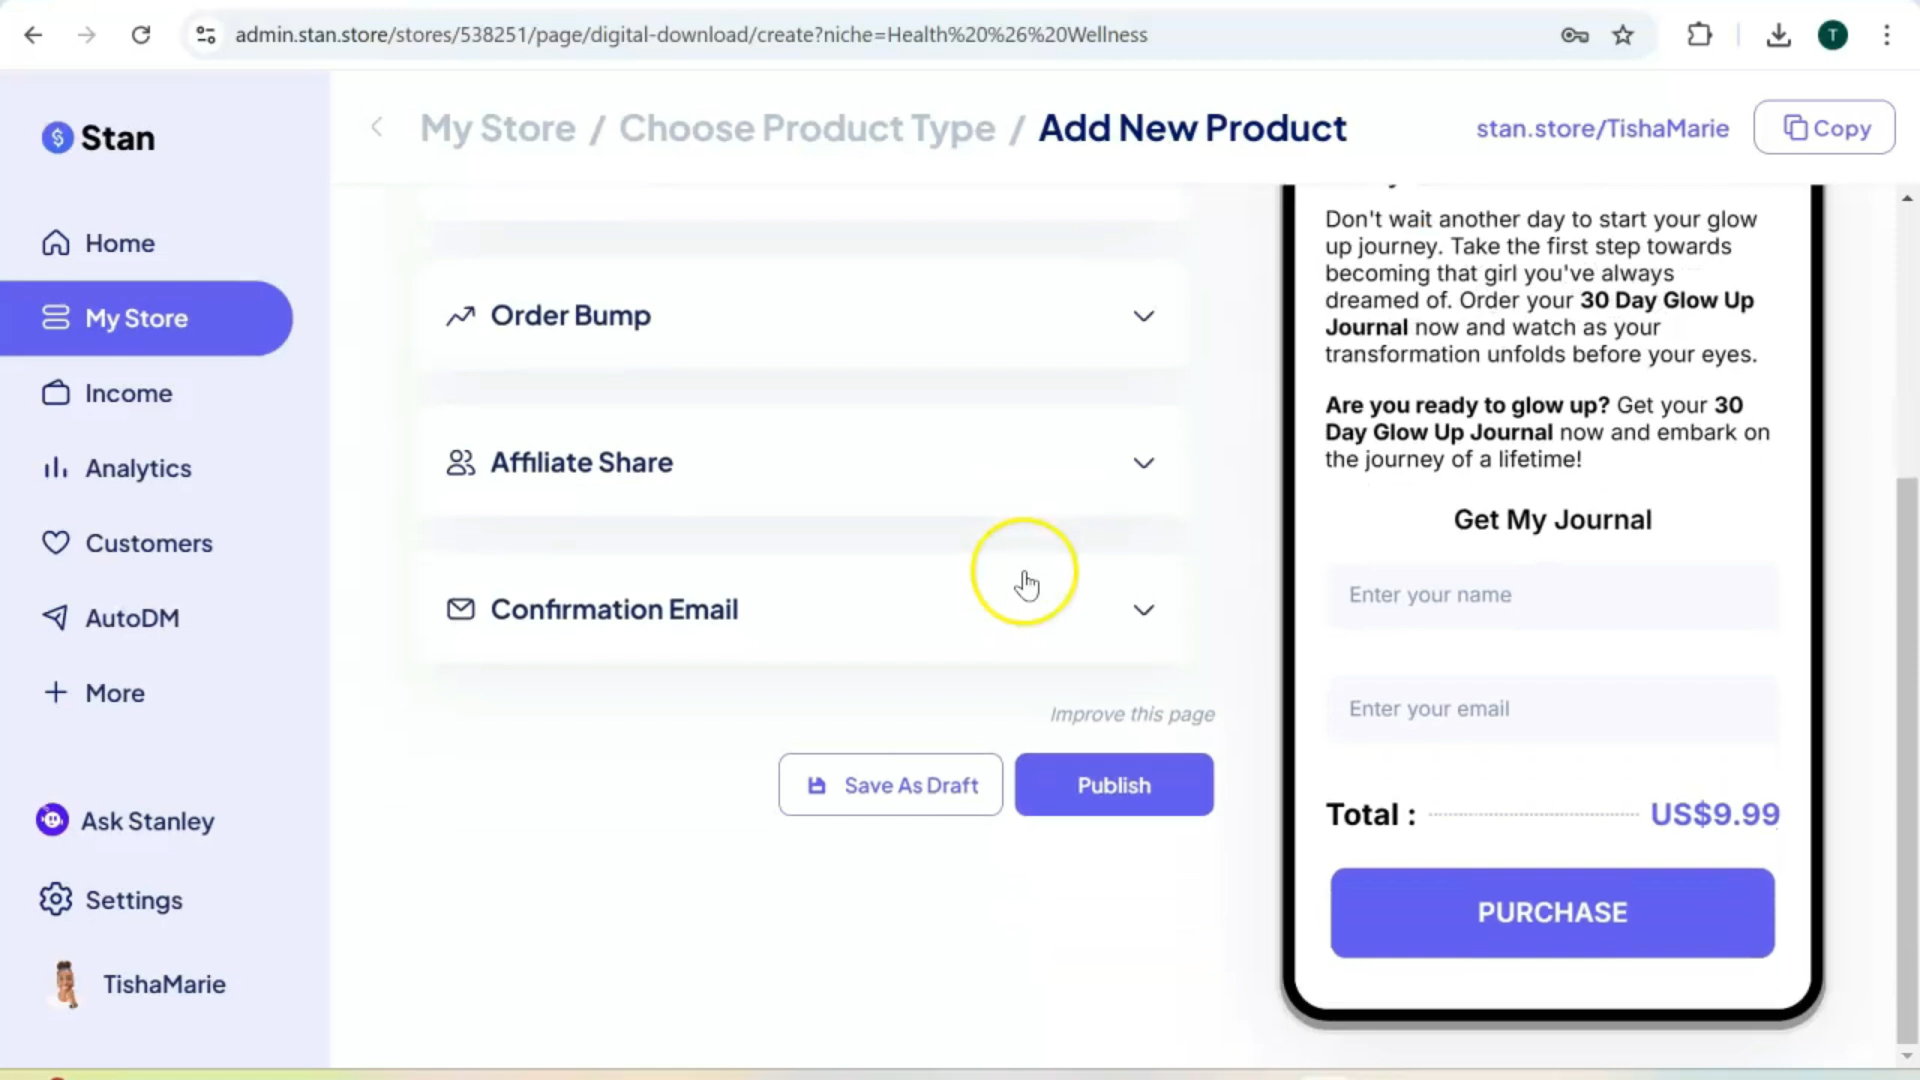 admin.stan.store/stores/538251/page/digital-download/create?niche=Health%20%26%20Wellness
T
Stan
My Store / Choose Product Type / Add New Product
stan.store/TishaMarie
Copy
Home
My Store
Income
Analytics
Customers
AutoDM
More
Ask Stanley
Settings
TishaMarie
Order Bump
Affiliate Share
Confirmation Email
Improve this page
Save As Draft
Publish
Don't wait another day to start your glow
up journey. Take the first step towards
becoming that girl you've always
dreamed of. Order your 30 Day Glow Up
Journal now and watch as your
transformation unfolds before your eyes.
Are you ready to glow up? Get your 30
Day Glow Up Journal now and embark on
the journey of a lifetime!
Get My Journal
Enter your name
Enter your email
Total :
US$9.99
PURCHASE